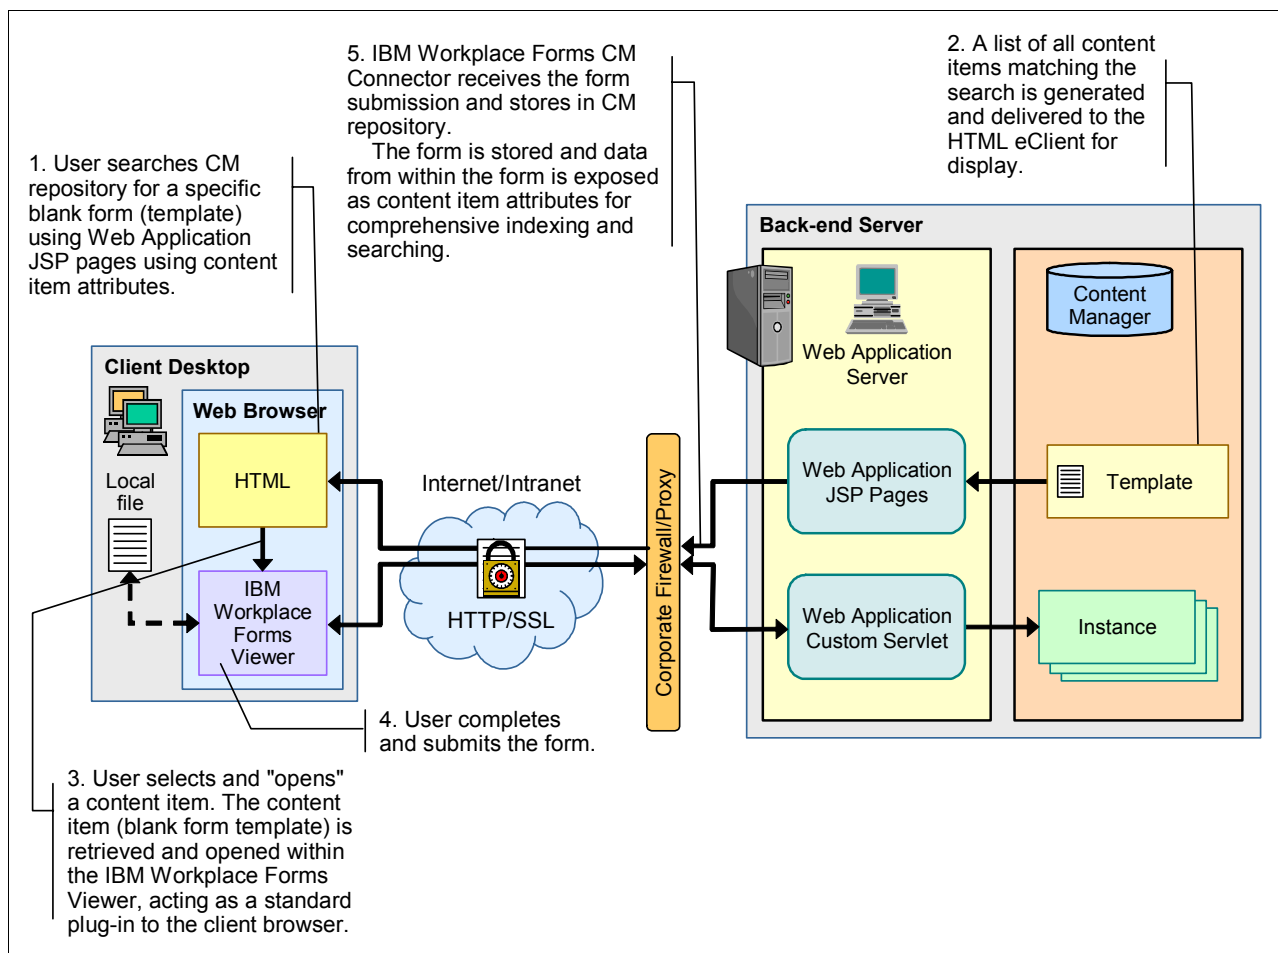 5. IBM Workplace Forms CM
Connector receives the form
submission and stores in CM
repository.
The form is stored and data
from within the form is exposed
as content item attributes for
comprehensive indexing and
searching.
2. A list of all content
items matching the
search is generated
and delivered to the
HTML eClient for
display.
1. User searches CM
repository for a specific
blank form (template)
using Web Application
JSP pages using content
item attributes.
Back-end Server
Content
Manager
Web Application
Server
Client Desktop
Web Browser
HTML
Local
file
Internet/Intranet
Corporate Firewall/Proxy
Web Application
JSP Pages
Template
IBM
Workplace
Forms
Viewer
HTTP/SSL
Web Application
Custom Servlet
Instance
4. User completes
and submits the form.
3. User selects and "opens"
a content item. The content
item (blank form template) is
retrieved and opened within
the IBM Workplace Forms
Viewer, acting as a standard
plug-in to the client browser.